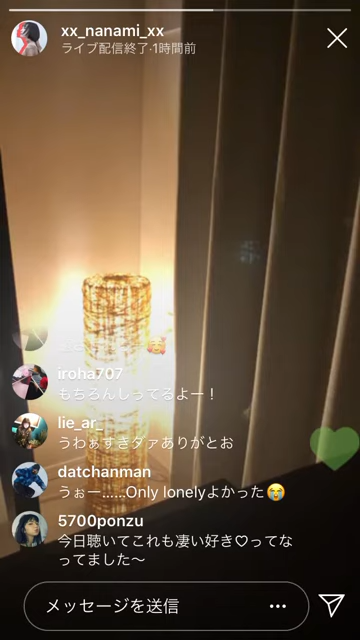 xx_nanami_xx
ライブ配信終了·1時間前
iroha707
もちろんしってるよー！
lie_ar_
うわぁすきダァありがとお
datchanman
うぉー......Only lonelyよかった😭
5700ponzu
今日聴いてこれも凄い好き♡ってな
ってました〜
メッセージを送信